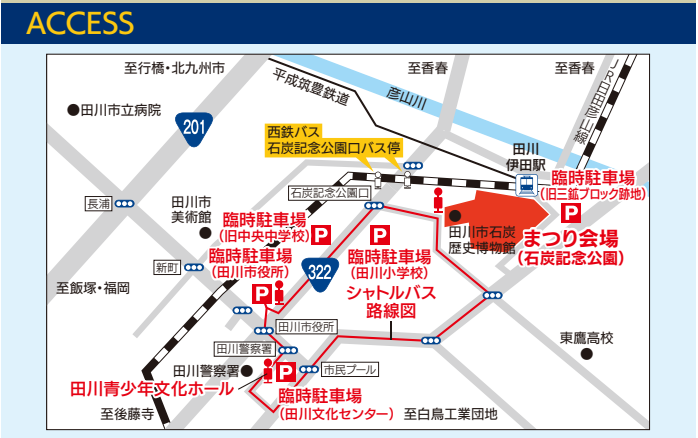 ACCESS
至行橋・北九州市
平成筑豊鉄道
彦山川
至香春
至香春
JR日田彦山線
田川市立病院
201
西鉄バス
石炭記念公園口バス停
田川
伊田駅
臨時駐車場
(旧三鉱ブロック跡地)
P
長浦
田川市
美術館
石炭記念公園口
臨時駐車場
(旧中央中学校)
P
P
田川市石炭
歴史博物館
まつり会場
(石炭記念公園)
新町
臨時駐車場
(田川市役所)
P
322
臨時駐車場
(田川小学校)
シャトルバス
路線図
至飯塚・福岡
田川市役所
田川警察署
東鷹高校
田川警察署
P
市民プール
田川青少年文化ホール
臨時駐車場
(田川文化センター)
至後藤寺
至白鳥工業団地